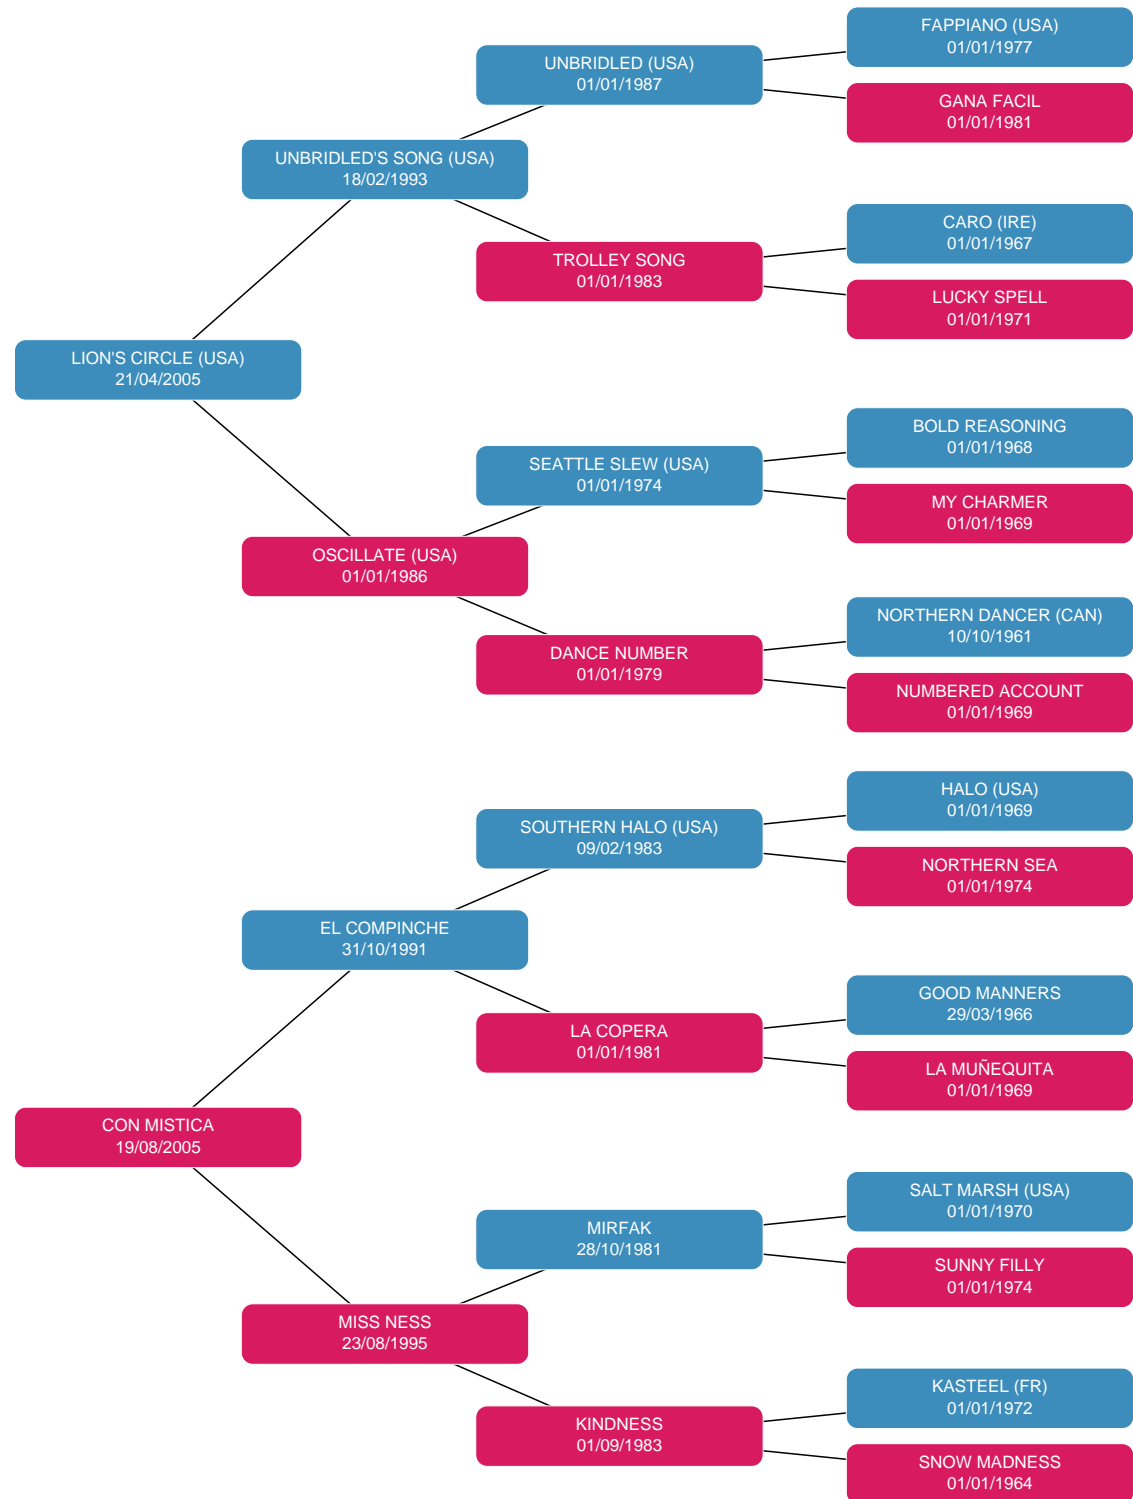 FAPPIANO (USA)
01/01/1977
UNBRIDLED (USA)
01/01/1987
GANA FACIL
01/01/1981
UNBRIDLED'S SONG (USA)
18/02/1993
CARO (IRE)
01/01/1967
TROLLEY SONG
01/01/1983
LUCKY SPELL
01/01/1971
LION'S CIRCLE (USA)
21/04/2005
BOLD REASONING
01/01/1968
SEATTLE SLEW (USA)
01/01/1974
MY CHARMER
01/01/1969
OSCILLATE (USA)
01/01/1986
NORTHERN DANCER (CAN)
10/10/1961
DANCE NUMBER
01/01/1979
NUMBERED ACCOUNT
01/01/1969
HALO (USA)
01/01/1969
SOUTHERN HALO (USA)
09/02/1983
NORTHERN SEA
01/01/1974
EL COMPINCHE
31/10/1991
GOOD MANNERS
29/03/1966
LA COPERA
01/01/1981
LA MUÑEQUITA
01/01/1969
CON MISTICA
19/08/2005
SALT MARSH (USA)
01/01/1970
MIRFAK
28/10/1981
SUNNY FILLY
01/01/1974
MISS NESS
23/08/1995
KASTEEL (FR)
01/01/1972
KINDNESS
01/09/1983
SNOW MADNESS
01/01/1964